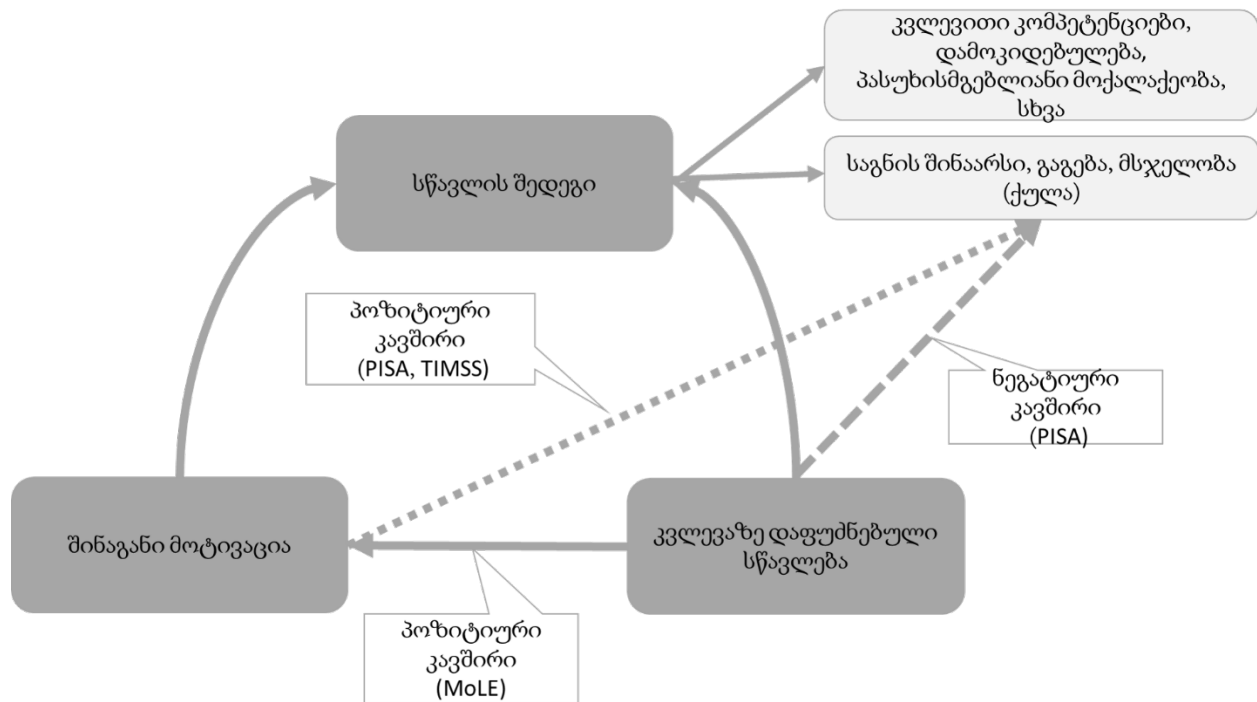 კვლევითი კომპეტენციები,
დამოკიდებულება,
პასუხისმგებლიანი მოქალაქეობა,
სხვა
სწავლის შედეგი
საგნის შინაარსი, გაგება, მსჯელობა
(ქულა)
პოზიტიური
კავშირი
(PISA, TIMSS)
ნეგატიური
კავშირი
(PISA)
შინაგანი მოტივაცია
კვლევაზე დაფუძნებული
სწავლება
პოზიტიური
კავშირი
(MoLE)